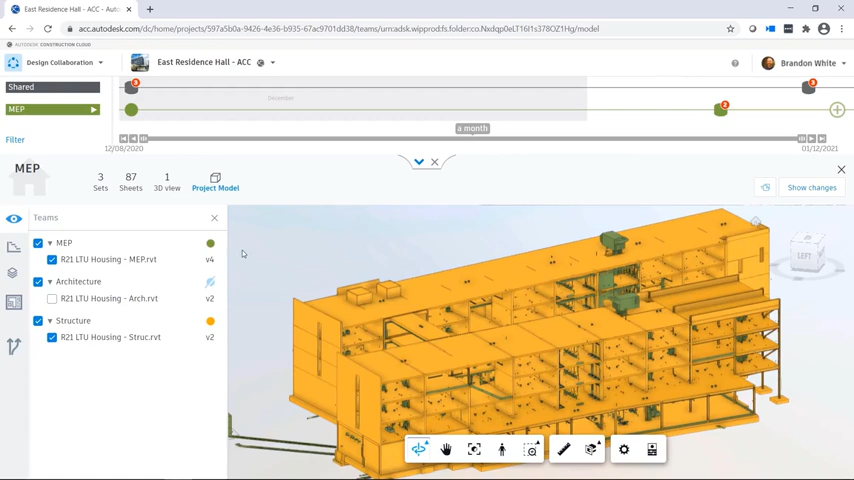 East Residence Hall - ACC - Auto
acc.autodesk.com/dc/home/projects/597a5b0a-9426-4e36-b935-67ac9701dd38/teams/urn:adsk.wipprod:fs.folder:co.Nxdqp0eLT16I1s378OZ1Hg/model
AUTODESK CONSTRUCTION CLOUD
Design Collaboration
East Residence Hall - ACC
Brandon White
Shared
3
3
December
MEP
2
Filter
a month
12/08/2020
01/12/2021
MEP
3
Sets
87
Sheets
1
3D view
Project Model
Show changes
Teams
MEP
R21 LTU Housing - MEP.rvt v4
Architecture
R21 LTU Housing - Arch.rvt v2
Structure
R21 LTU Housing - Struc.rvt v2
LEFT